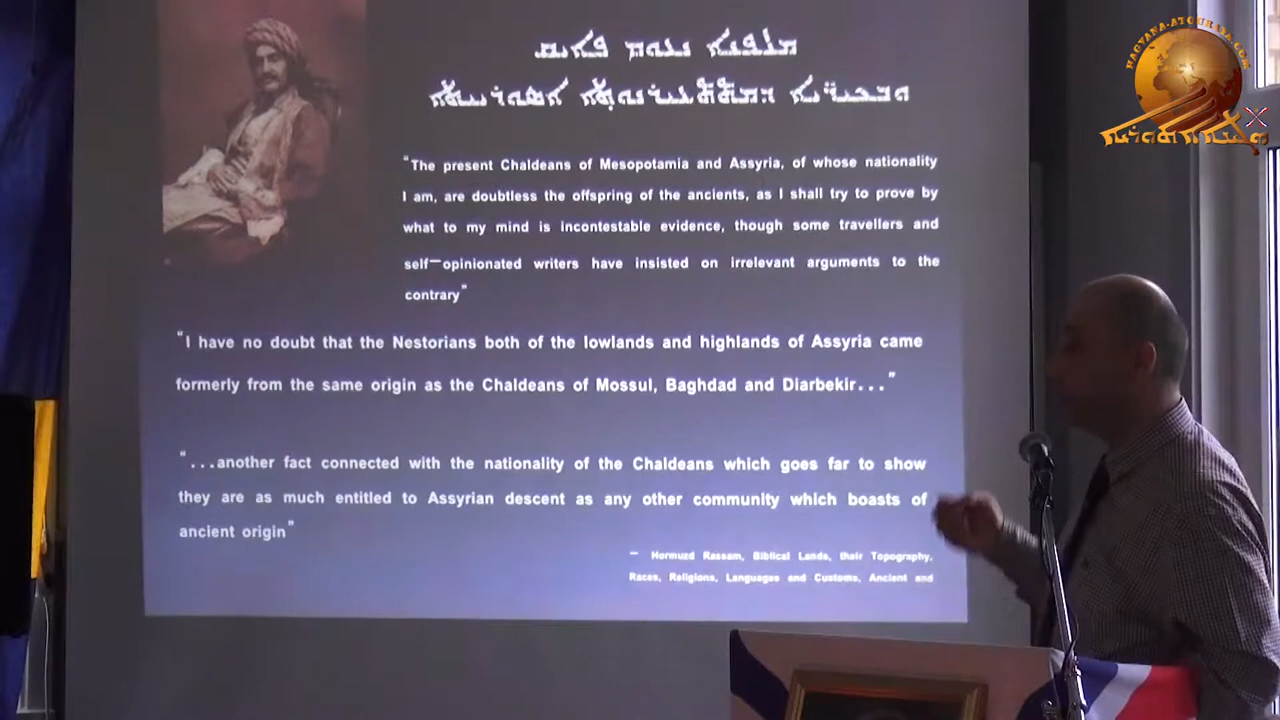 "The present Chaldeans of Mesopotamia and Assyria, of whose nationality
I am, are doubtless the offspring of the ancients, as I shall try to prove by
what to my mind is incontestable evidence, though some travellers and
self—opinionated writers have insisted on irrelevant arguments to the
contrary"
"I have no doubt that the Nestorians both of the lowlands and highlands of Assyria came
formerly from the same origin as the Chaldeans of Mossul, Baghdad and Diarbekir..."
"...another fact connected with the nationality of the Chaldeans which goes far to show
they are as much entitled to Assyrian descent as any other community which boasts of
ancient origin"
— Hormuzd Rassam, Biblical Lands, their Topography,
Races, Religions, Languages and Customs, Ancient and